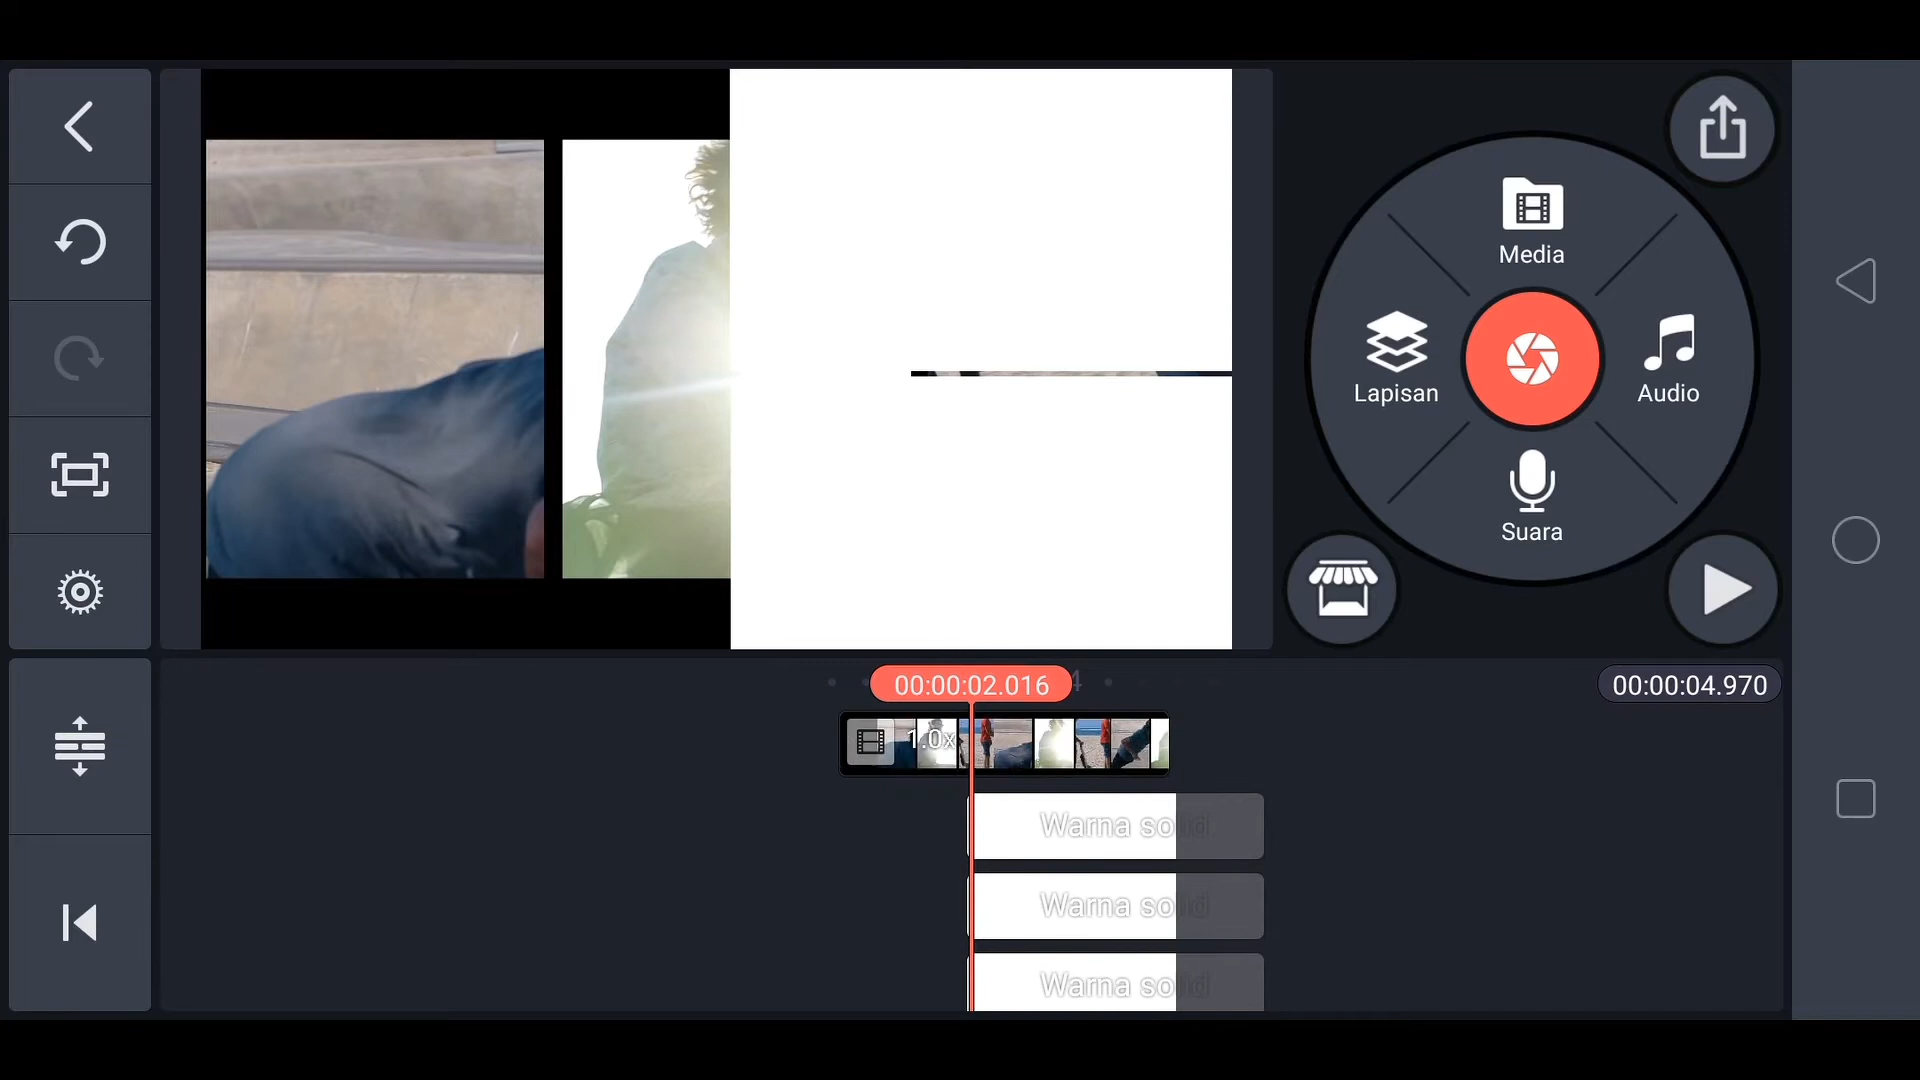 Media
Lapisan
Audio
Suara
00:00:02.016
4
00:00:04.970
1.0x
Warna solid
Warna solid
Warna solid